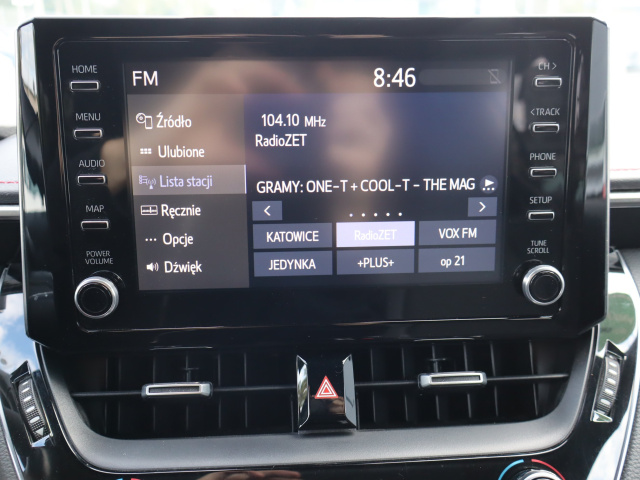 HOME
MENU
AUDIO
MAP
POWER
VOLUME
FM
8:46
Źródło
Ulubione
Lista stacji
Ręcznie
Opcje
Dźwięk
104.10 MHz
RadioZET
GRAMY: ONE-T + COOL-T - THE MAG
<
>
KATOWICE
RadioZET
VOX FM
JEDYNKA
+PLUS+
op 21
CH >
< TRACK
PHONE
SETUP
TUNE
SCROLL